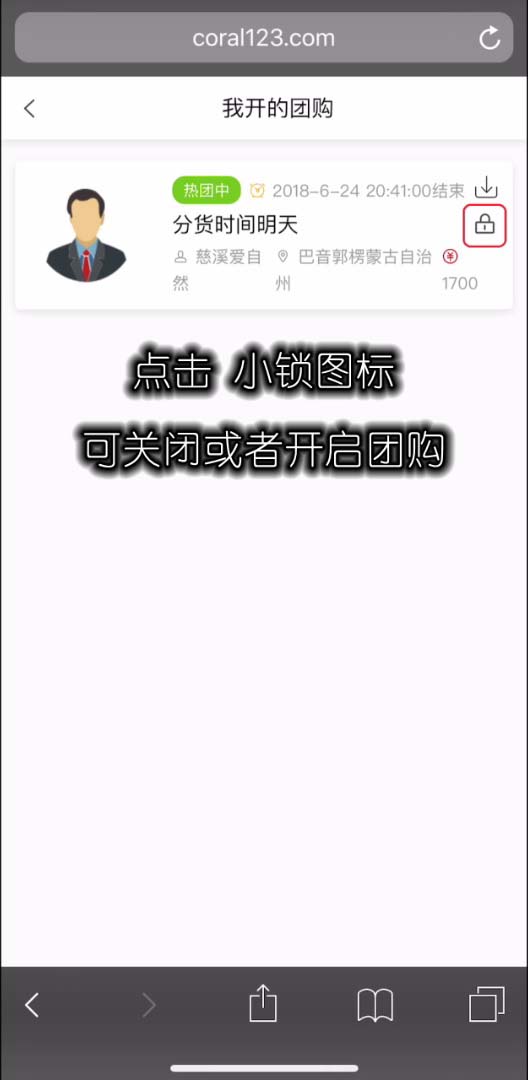 coral123.com
我开的团购
热团中 2018-6-24 20:41:00结束
分货时间明天
慈溪爱自然 巴音郭楞蒙古自治州 1700
点击 小锁图标
可关闭或者开启团购